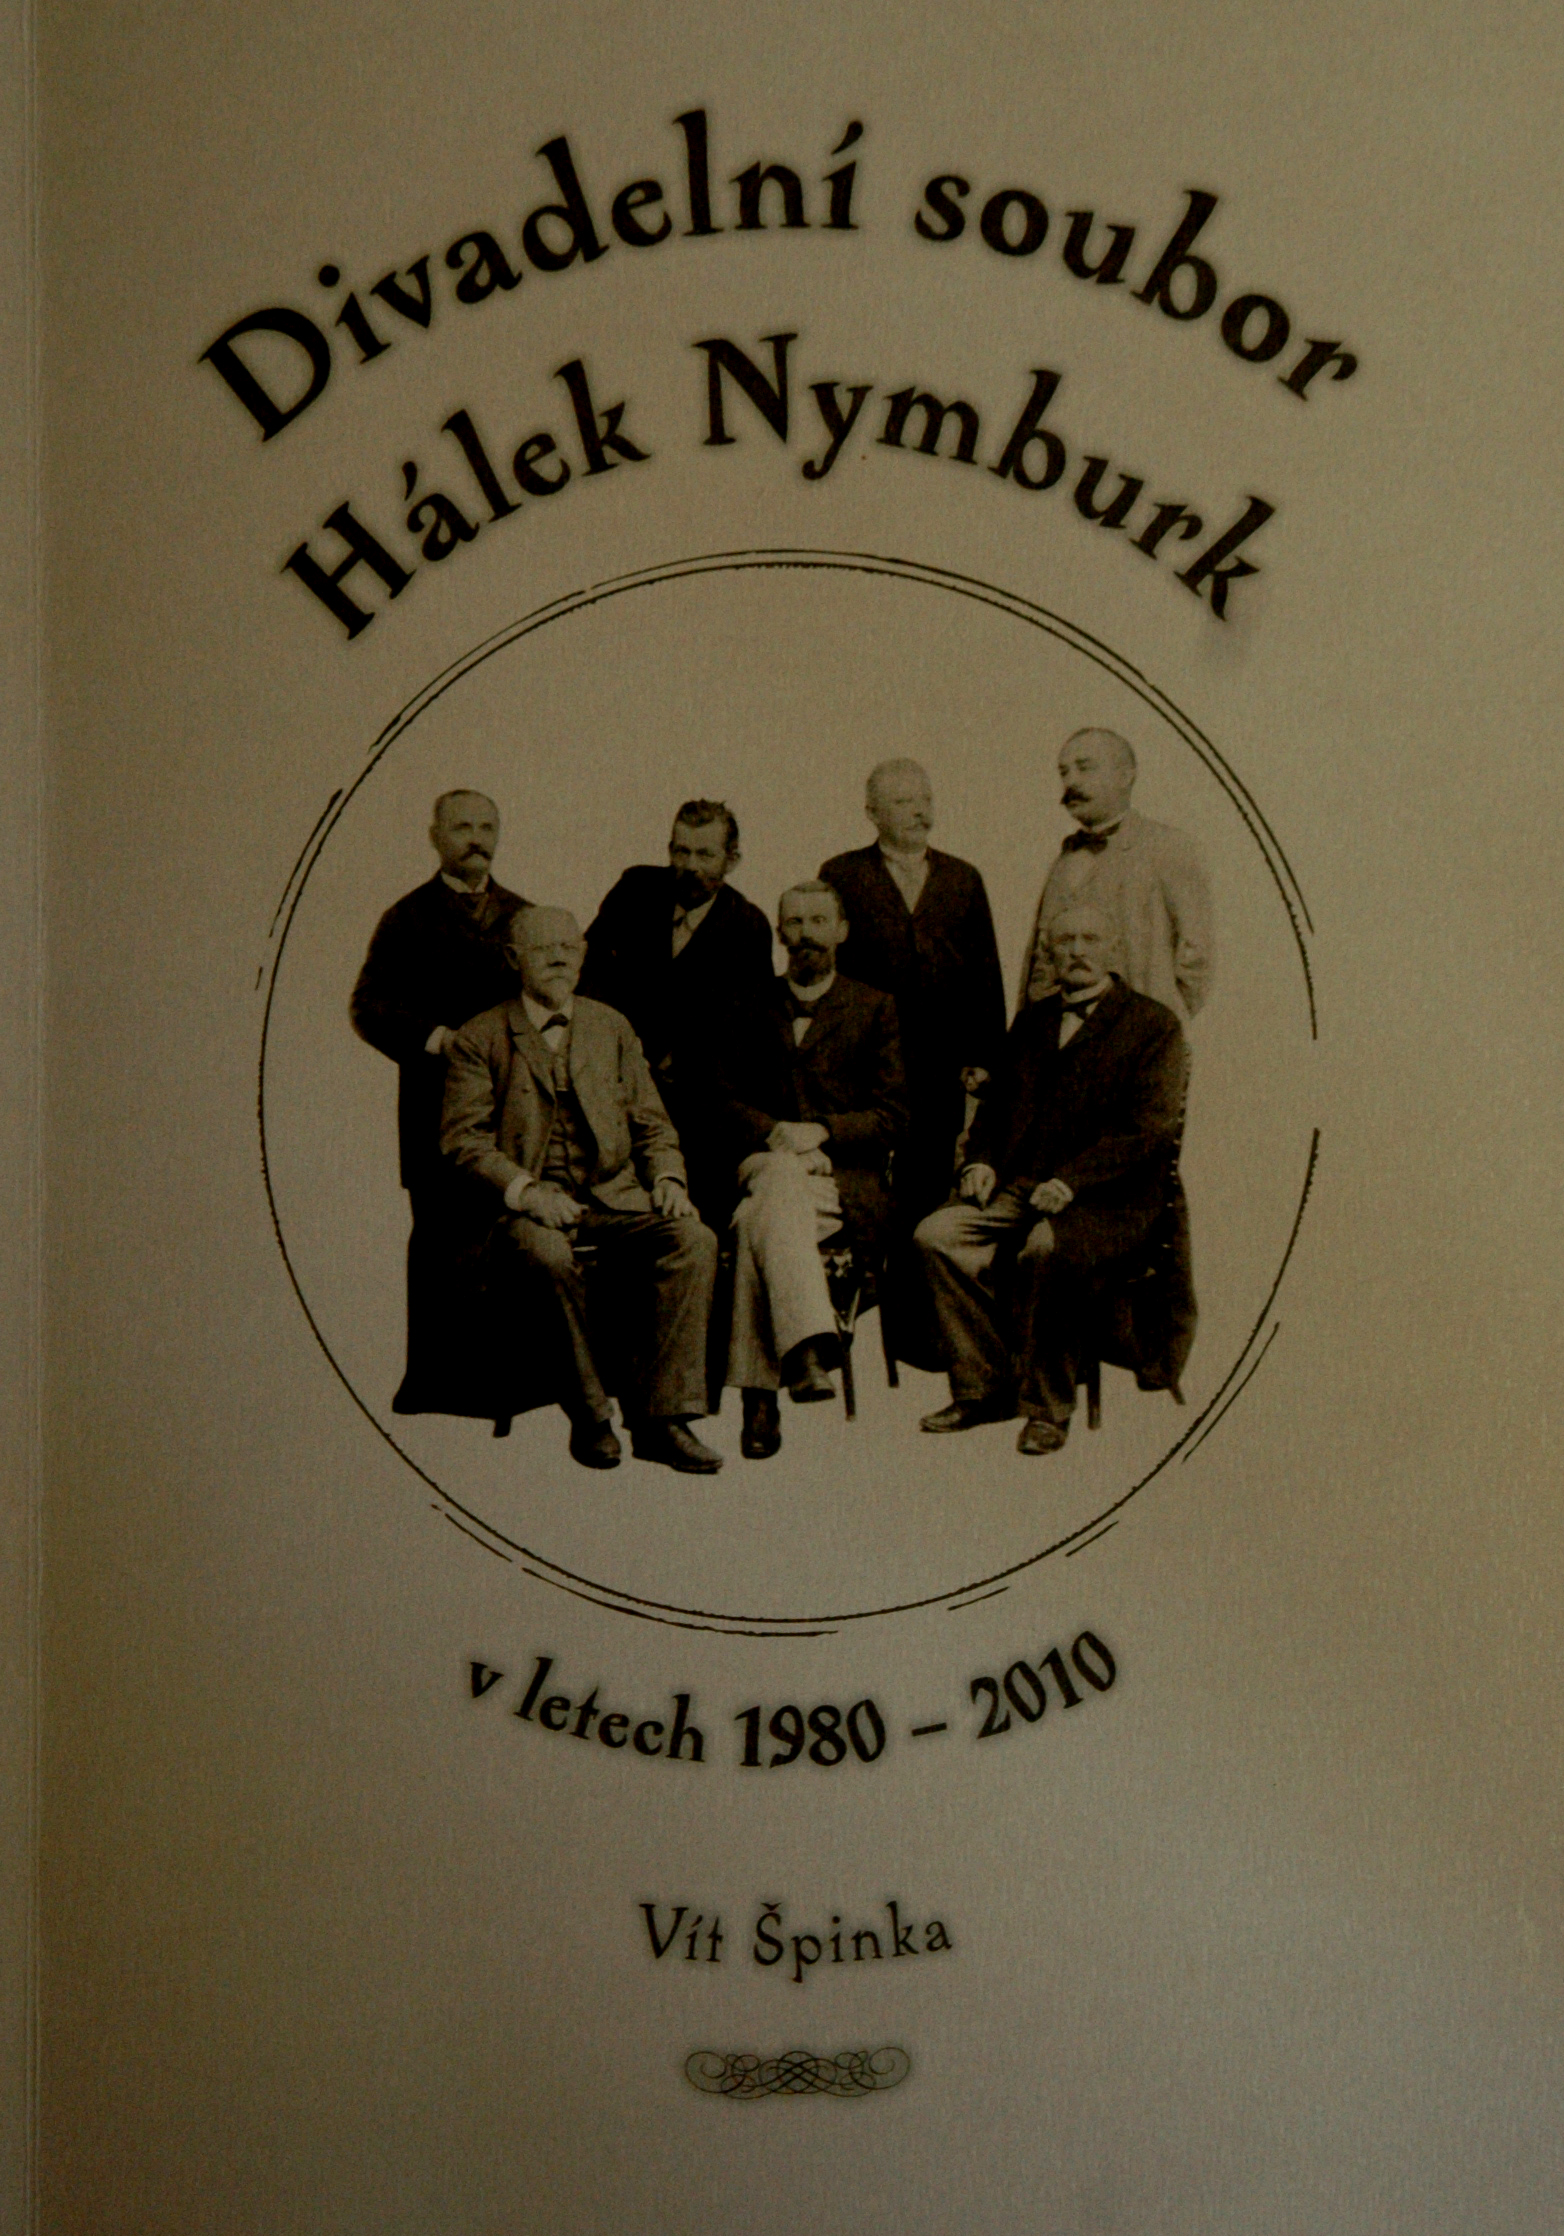 Divadelní soubor
Hálek Nymburk
v letech 1980 – 2010
Vít Špinka